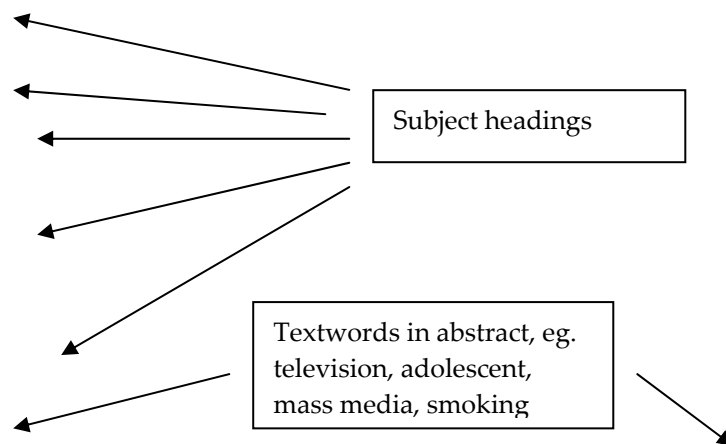 Subject headings
Textwords in abstract, eg.
television, adolescent,
mass media, smoking